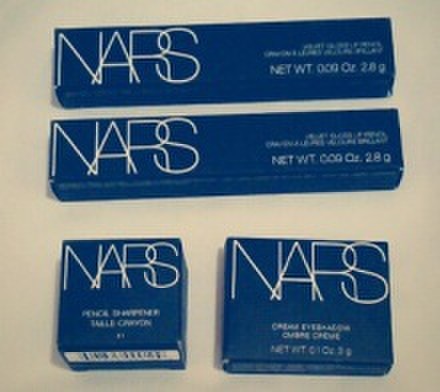 NARS
VELVET GLOSS LIP PENCIL
CRAYON À LÈVRES VELOURS BRILLANT
NET WT. 0.09 Oz. 2.8 g
NARS
VELVET GLOSS LIP PENCIL
CRAYON À LÈVRES VELOURS BRILLANT
NET WT. 0.09 Oz. 2.8 g
NARS
PENCIL SHARPENER
TAILLE-CRAYON
NARS
CREAM EYESHADOW
OMBRE CRÈME
NET WT. 0.1 Oz. 3 g